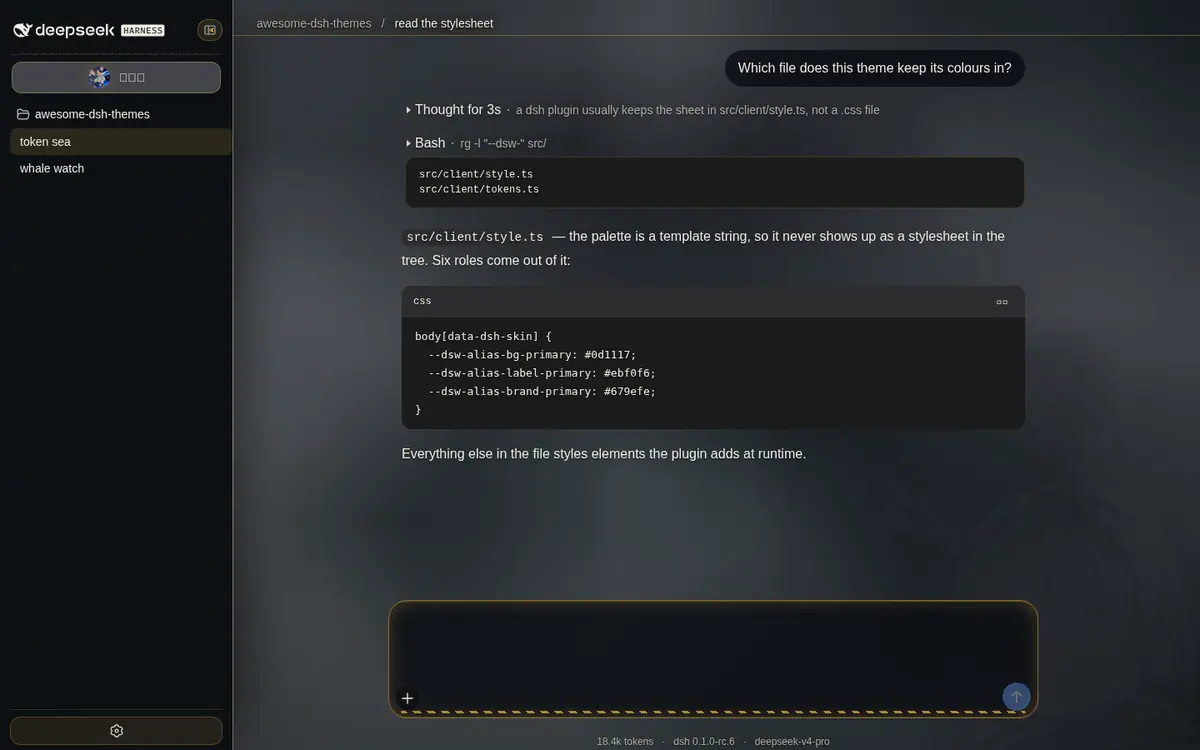 deepseek HARNESS
awesome-dsh-themes
token sea
whale watch
awesome-dsh-themes / read the stylesheet
Which file does this theme keep its colours in?
Thought for 3s · a dsh plugin usually keeps the sheet in src/client/style.ts, not a .css file
Bash · rg -l "--dsw-" src/
src/client/style.ts
src/client/tokens.ts
src/client/style.ts — the palette is a template string, so it never shows up as a stylesheet in the
tree. Six roles come out of it:
css
body[data-dsh-skin] {
--dsw-alias-bg-primary: #0d1117;
--dsw-alias-label-primary: #ebf0f6;
--dsw-alias-brand-primary: #679efe;
}
Everything else in the file styles elements the plugin adds at runtime.
18.4k tokens · dsh 0.1.0-rc.6 · deepseek-v4-pro